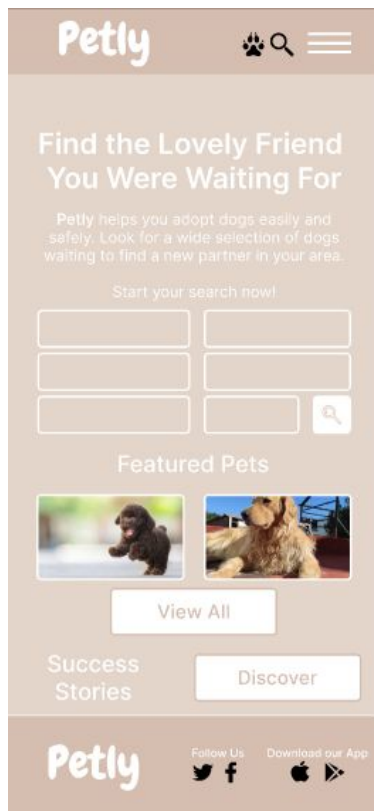 Petly
Find the Lovely Friend
You Were Waiting For
Petly helps you adopt dogs easily and
safely. Look for a wide selection of dogs
waiting to find a new partner in your area.
Start your search now!
Featured Pets
View All
Success
Stories
Discover
Petly
Follow Us
Download our App